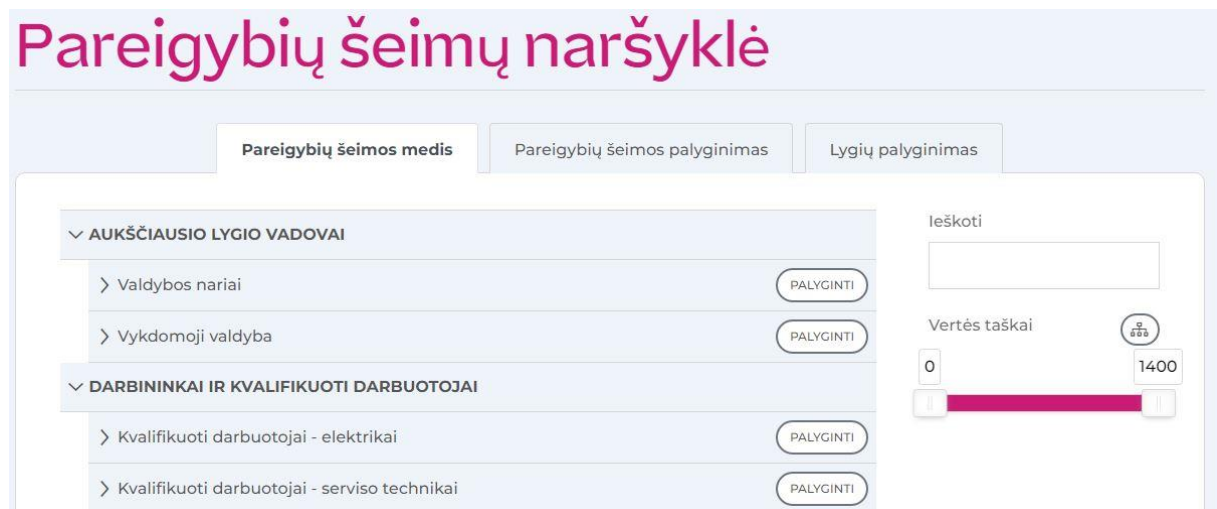 Pareigybių šeimų naršyklė
Pareigybių šeimos medis
Pareigybių šeimos palyginimas
Lygių palyginimas
AUKŠČIAUSIO LYGIO VADOVAI
Valdybos nariai PALYGINTI
Vykdomoji valdyba PALYGINTI
DARBININKAI IR KVALIFIKUOTI DARBUOTOJAI
Kvalifikuoti darbuotojai - elektrikai PALYGINTI
Kvalifikuoti darbuotojai - serviso technikai PALYGINTI
Ieškoti
Vertės taškai
0 1400